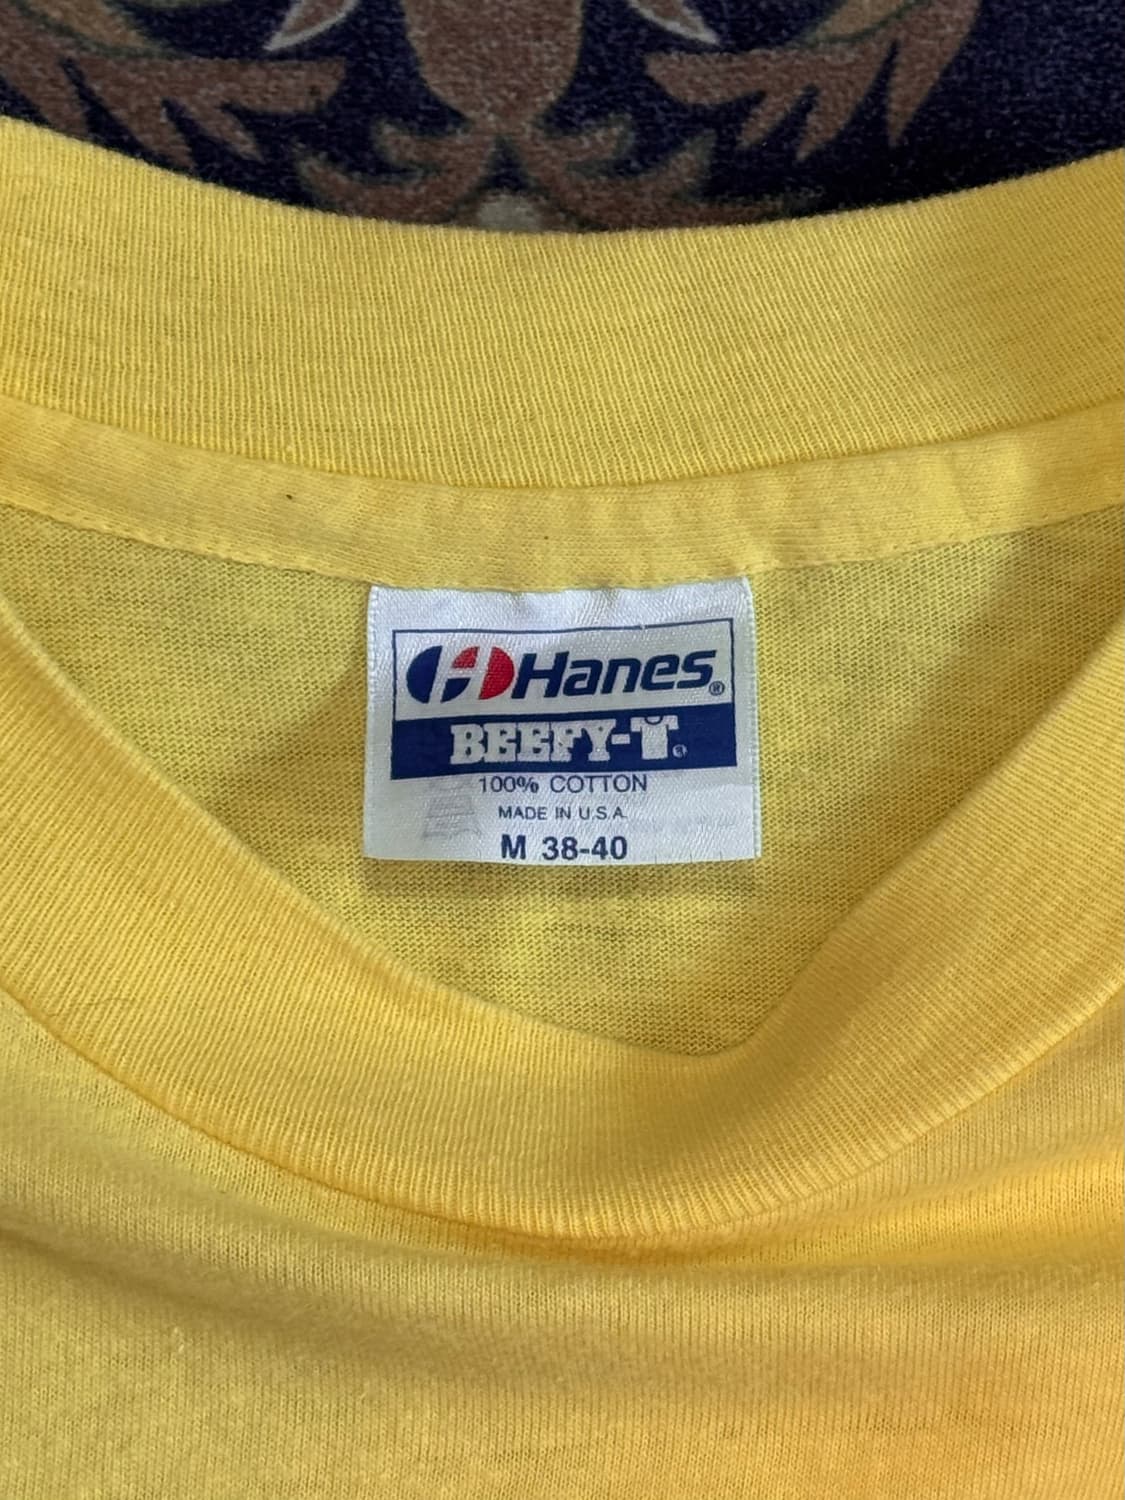 Hanes®
BEEFY-T®
100% COTTON
MADE IN U.S.A.
M 38-40